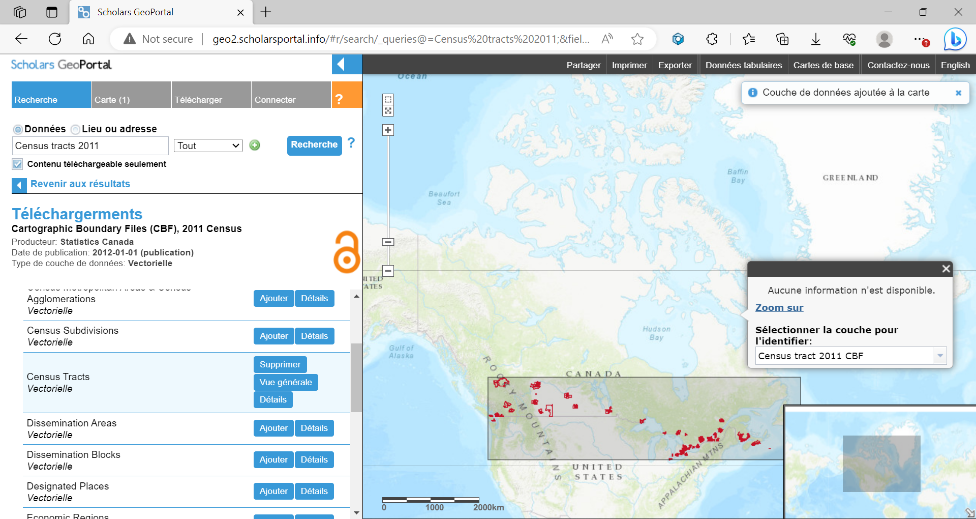 Scholars GeoPortal
Not secure | geo2.scholarsportal.info/#r/search/_queries@=Census%20tracts%202011;&fiel...
Scholars GeoPortal
Partager Imprimer Exporter Données tabulaires Cartes de base Contactez-nous English
Recherche Carte (1) Télécharger Connecter ?
Couche de données ajoutée à la carte
Données Lieu ou adresse
Census tracts 2011 Tout Recherche ?
Contenu téléchargeable seulement
Revenir aux résultats
Téléchargerments
Cartographic Boundary Files (CBF), 2011 Census
Producteur: Statistics Canada
Date de publication: 2012-01-01 (publication)
Type de couche de données: Vectorielle
Census Metropolitan Areas & Census
Agglomerations
Vectorielle
Ajouter Détails
Census Subdivisions
Vectorielle
Ajouter Détails
Census Tracts
Vectorielle
Supprimer
Vue générale
Détails
Dissemination Areas
Vectorielle
Ajouter Détails
Dissemination Blocks
Vectorielle
Ajouter Détails
Designated Places
Vectorielle
Ajouter Détails
Economic Regions
Ocean
Beaufort
Sea
Baffin
Bay
GREENLAND
ITED
TES
Gulf of
Alaska
Hudson
Bay
CANADA
ROCKY MOUNTAINS
UNITED
STATES
APPALACHIAN MTNS
Aucune information n'est disponible.
Zoom sur
Sélectionner la couche pour
l'identifier:
Census tract 2011 CBF
0 1000 2000km